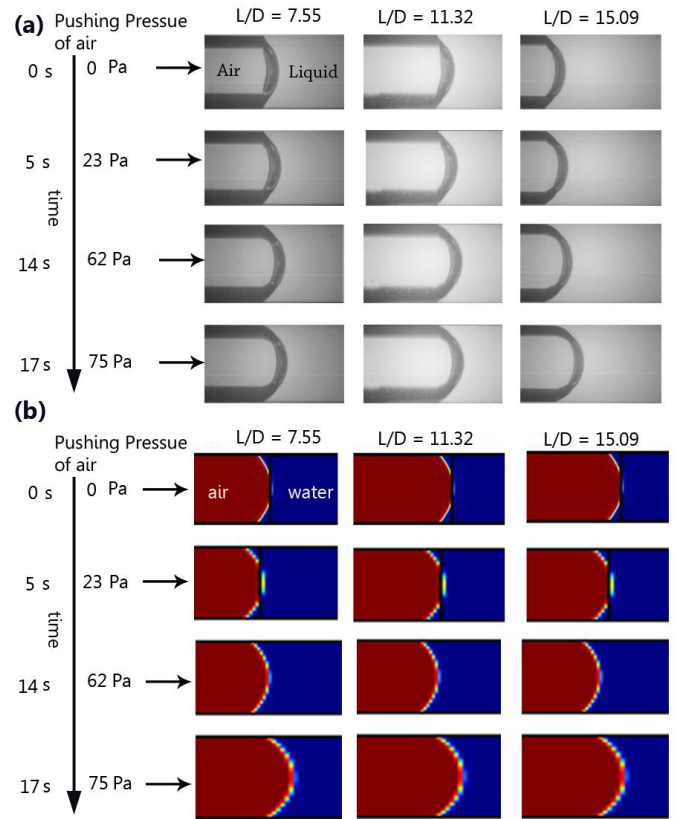 (a) Pushing Pressue L/D = 7.55 L/D = 11.32 L/D = 15.09
of air
0 s 0 Pa Air Liquid
5 s 23 Pa
time
14 s 62 Pa
17 s 75 Pa
(b)
Pushing Pressue L/D = 7.55 L/D = 11.32 L/D = 15.09
of air
0 s 0 Pa air water
5 s 23 Pa
time
14 s 62 Pa
17 s 75 Pa